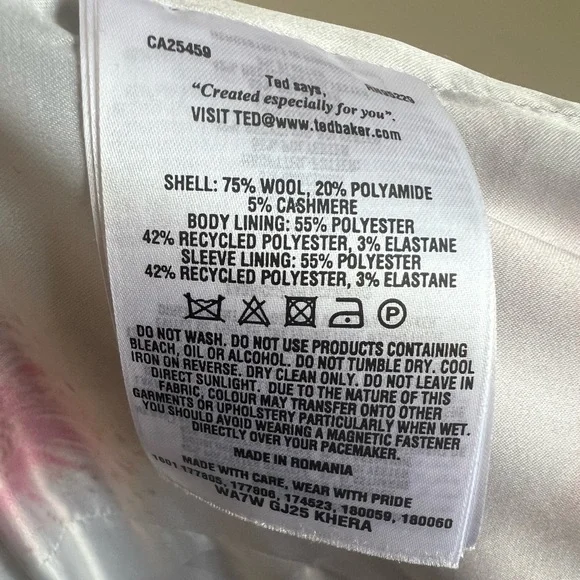 CA25459
Ted says,
“Created especially for you”.
VISIT TED@www.tedbaker.com
SHELL: 75% WOOL, 20% POLYAMIDE
5% CASHMERE
BODY LINING: 55% POLYESTER
42% RECYCLED POLYESTER, 3% ELASTANE
SLEEVE LINING: 55% POLYESTER
42% RECYCLED POLYESTER, 3% ELASTANE
P
DO NOT WASH. DO NOT USE PRODUCTS CONTAINING
BLEACH, OIL OR ALCOHOL. DO NOT TUMBLE DRY. COOL
IRON ON REVERSE. DRY CLEAN ONLY. DO NOT LEAVE IN
DIRECT SUNLIGHT. DUE TO THE NATURE OF THIS
FABRIC, COLOUR MAY TRANSFER ONTO OTHER
GARMENTS OR UPHOLSTERY PARTICULARLY WHEN WET.
YOU SHOULD AVOID WEARING A MAGNETIC FASTENER
DIRECTLY OVER YOUR PACEMAKER.
MADE IN ROMANIA
MADE WITH CARE, WEAR WITH PRIDE
177805, 177806, 174523, 180059, 180060
WA7W GJ25 KHERA